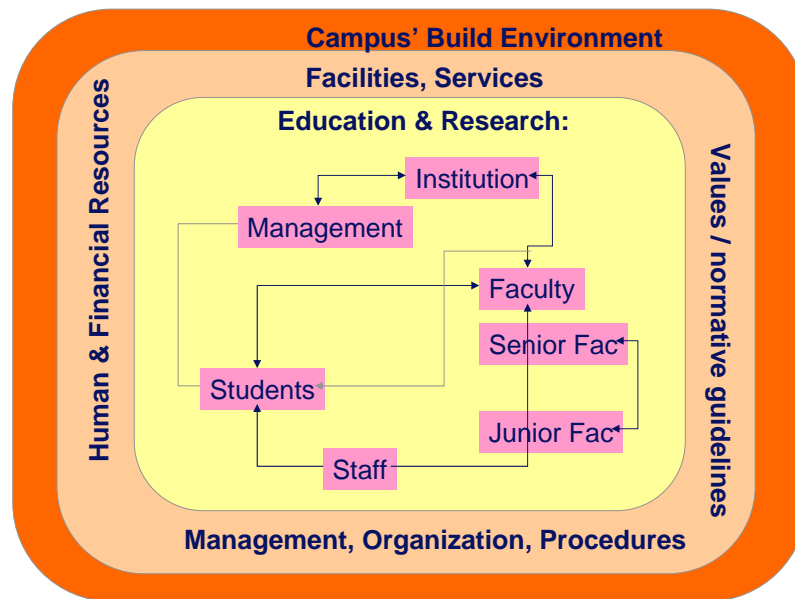 Campus’ Build Environment
Facilities, Services
Human & Financial Resources
Education & Research:
Values / normative guidelines
Institution
Management
Faculty
Senior Fac
Students
Junior Fac
Staff
Management, Organization, Procedures